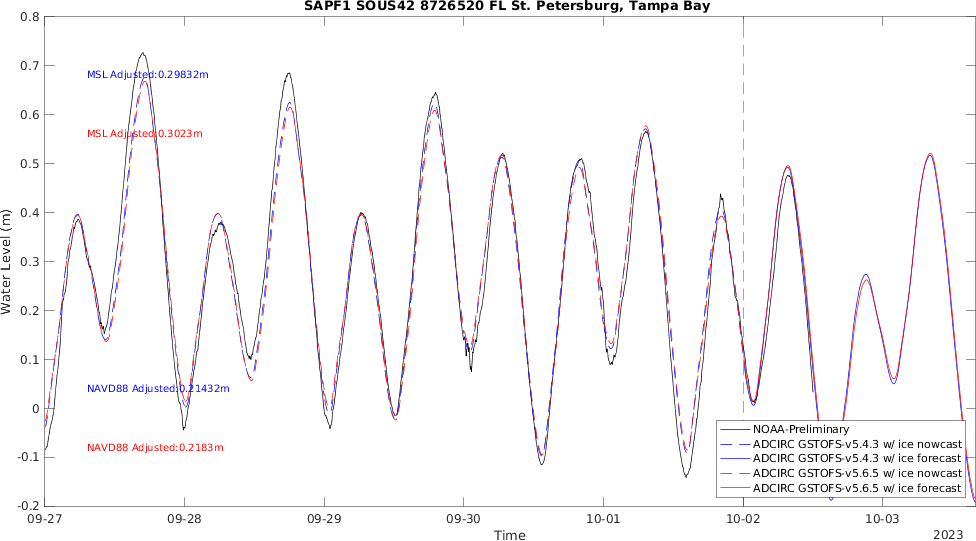 SAPF1 SOUS42 8726520 FL St. Petersburg, Tampa Bay
0.8
0.7
0.6
0.5
0.4
0.3
0.2
0.1
0
-0.1
-0.2
Water Level (m)
MSL Adjusted:0.29832m
MSL Adjusted:0.3023m
NAVD88 Adjusted:0.21432m
NAVD88 Adjusted:0.2183m
NOAA-Preliminary
ADCIRC GSTOFS-v5.4.3 w/ ice nowcast
ADCIRC GSTOFS-v5.4.3 w/ ice forecast
ADCIRC GSTOFS-v5.6.5 w/ ice nowcast
ADCIRC GSTOFS-v5.6.5 w/ ice forecast
09-27
09-28
09-29
09-30
10-01
10-02
10-03
Time
2023